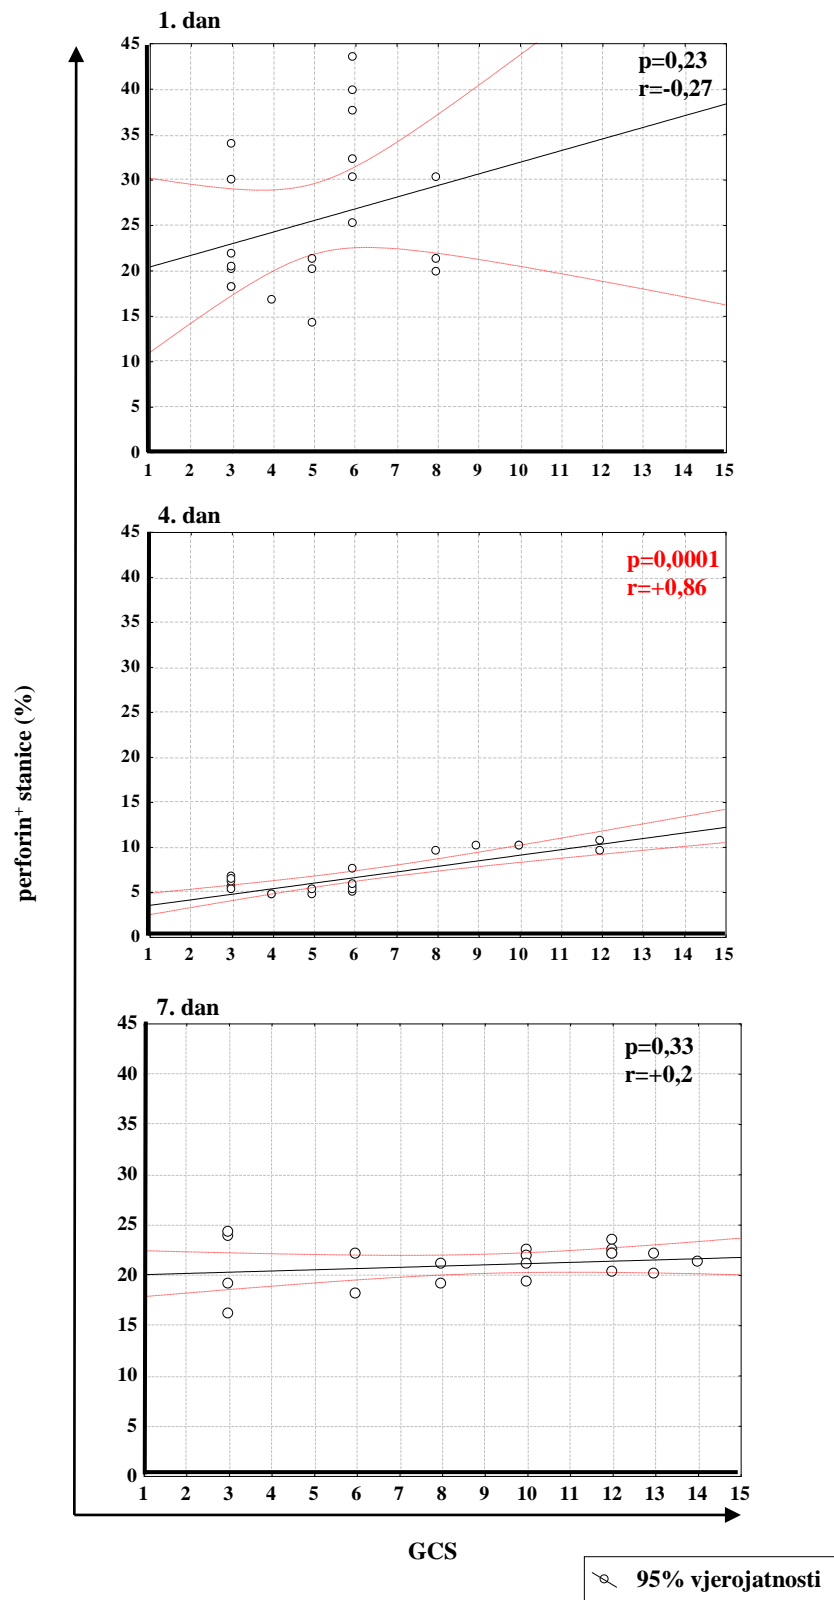 1. dan
45
40
35
30
25
20
15
10
5
0
1 2 3 4 5 6 7 8 9 10 11 12 13 14 15
p=0,23
r=-0,27
4. dan
45
40
35
30
25
20
15
10
5
0
1 2 3 4 5 6 7 8 9 10 11 12 13 14 15
p=0,0001
r=+0,86
perforin⁺ stanice (%)
7. dan
45
40
35
30
25
20
15
10
5
0
1 2 3 4 5 6 7 8 9 10 11 12 13 14 15
p=0,33
r=+0,2
GCS
95% vjerojatnosti